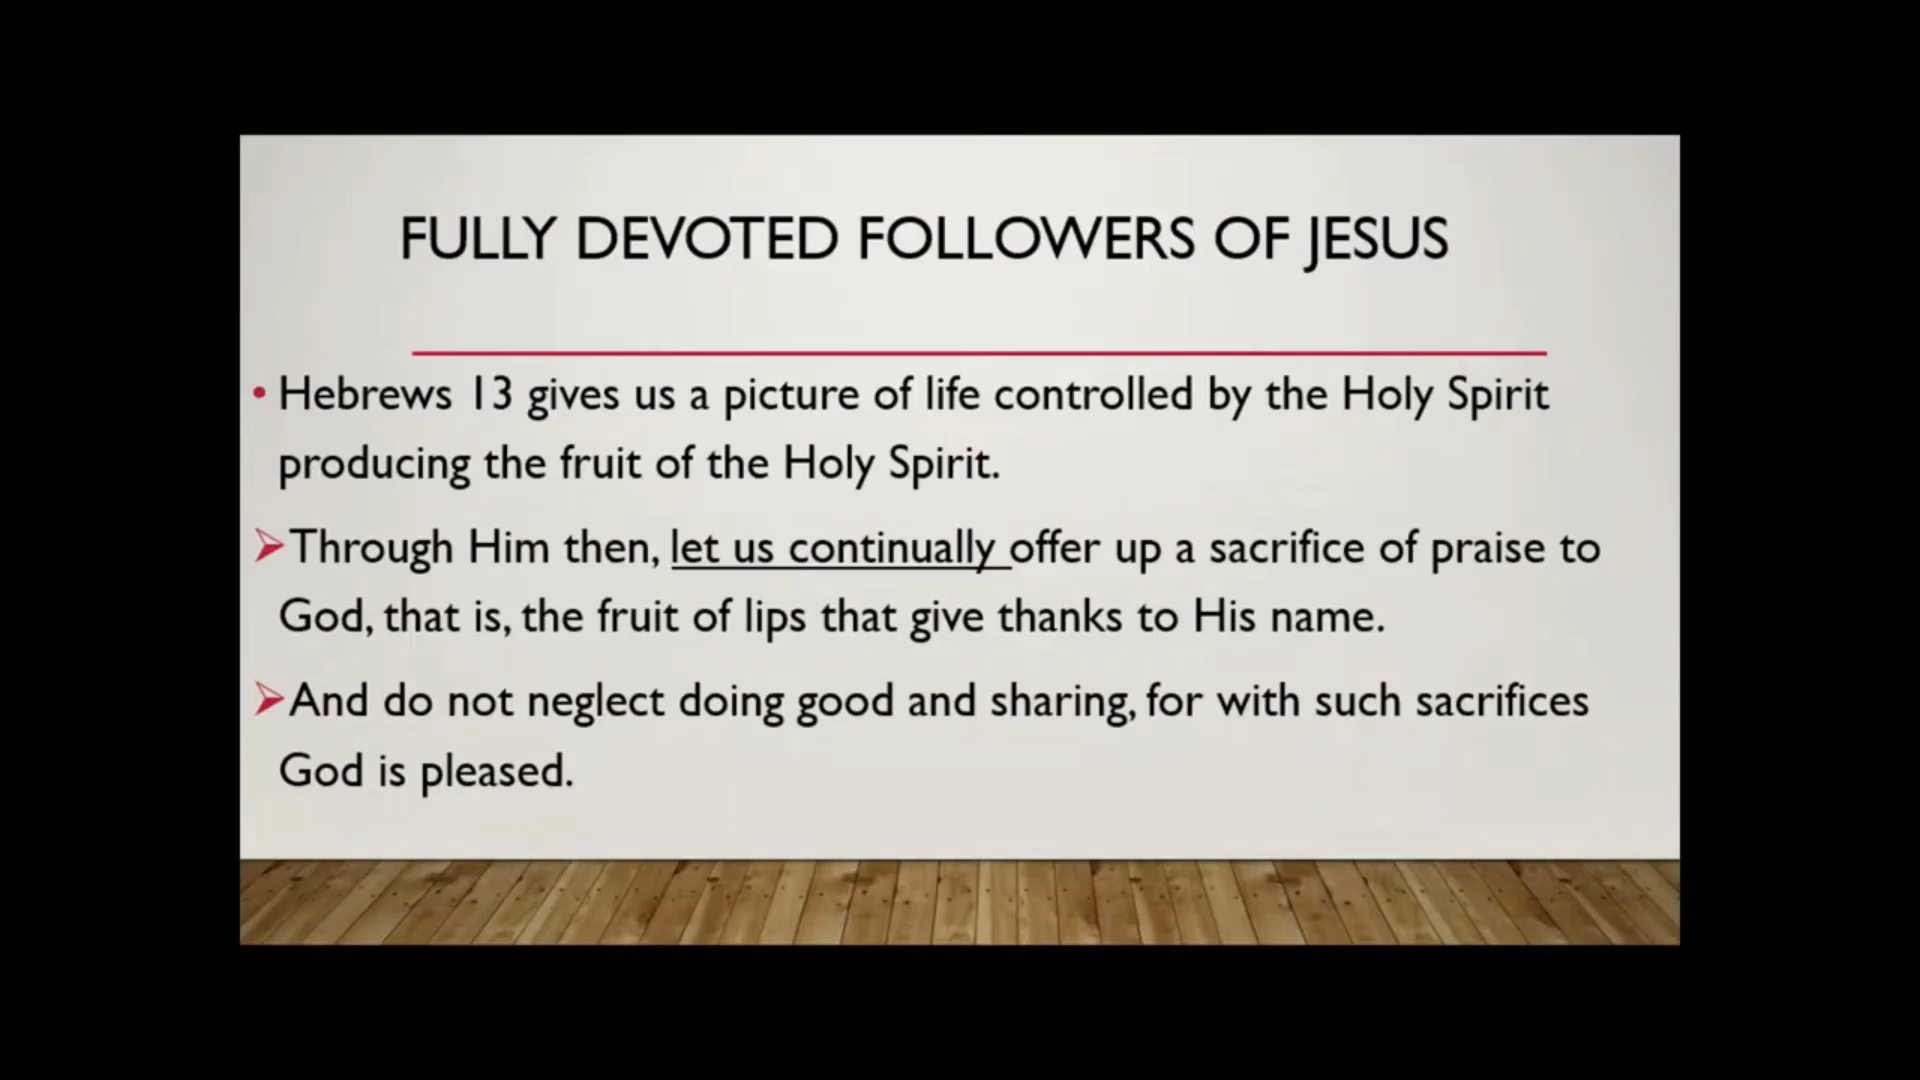 FULLY DEVOTED FOLLOWERS OF JESUS
• Hebrews 13 gives us a picture of life controlled by the Holy Spirit
producing the fruit of the Holy Spirit.
➢Through Him then, let us continually offer up a sacrifice of praise to
God, that is, the fruit of lips that give thanks to His name.
➢And do not neglect doing good and sharing, for with such sacrifices
God is pleased.